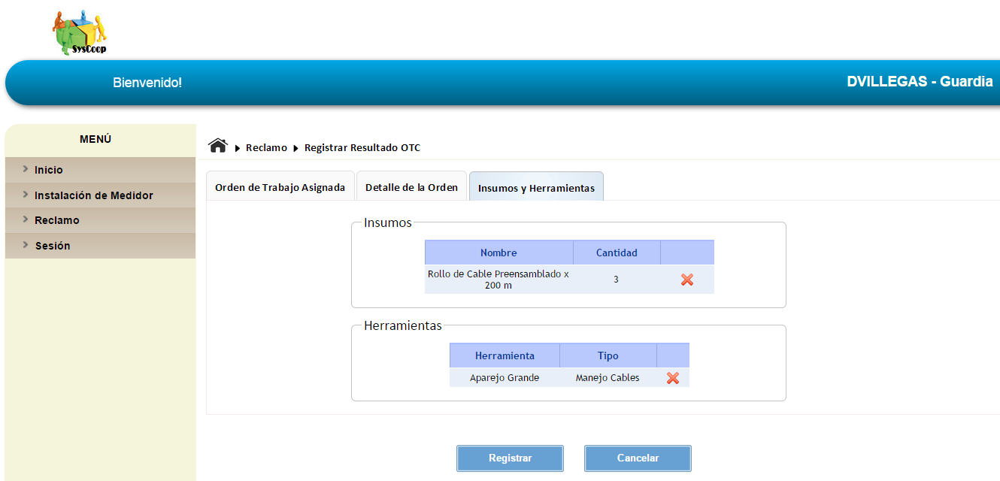 SysCoop
Bienvenido!
DVILLEGAS - Guardia
MENÚ
Inicio
Instalación de Medidor
Reclamo
Sesión
Reclamo
Registrar Resultado OTC
Orden de Trabajo Asignada
Detalle de la Orden
Insumos y Herramientas
Insumos
Nombre
Cantidad
Rollo de Cable Preensamblado x
200 m
3
Herramientas
Herramienta
Tipo
Aparejo Grande
Manejo Cables
Registrar
Cancelar